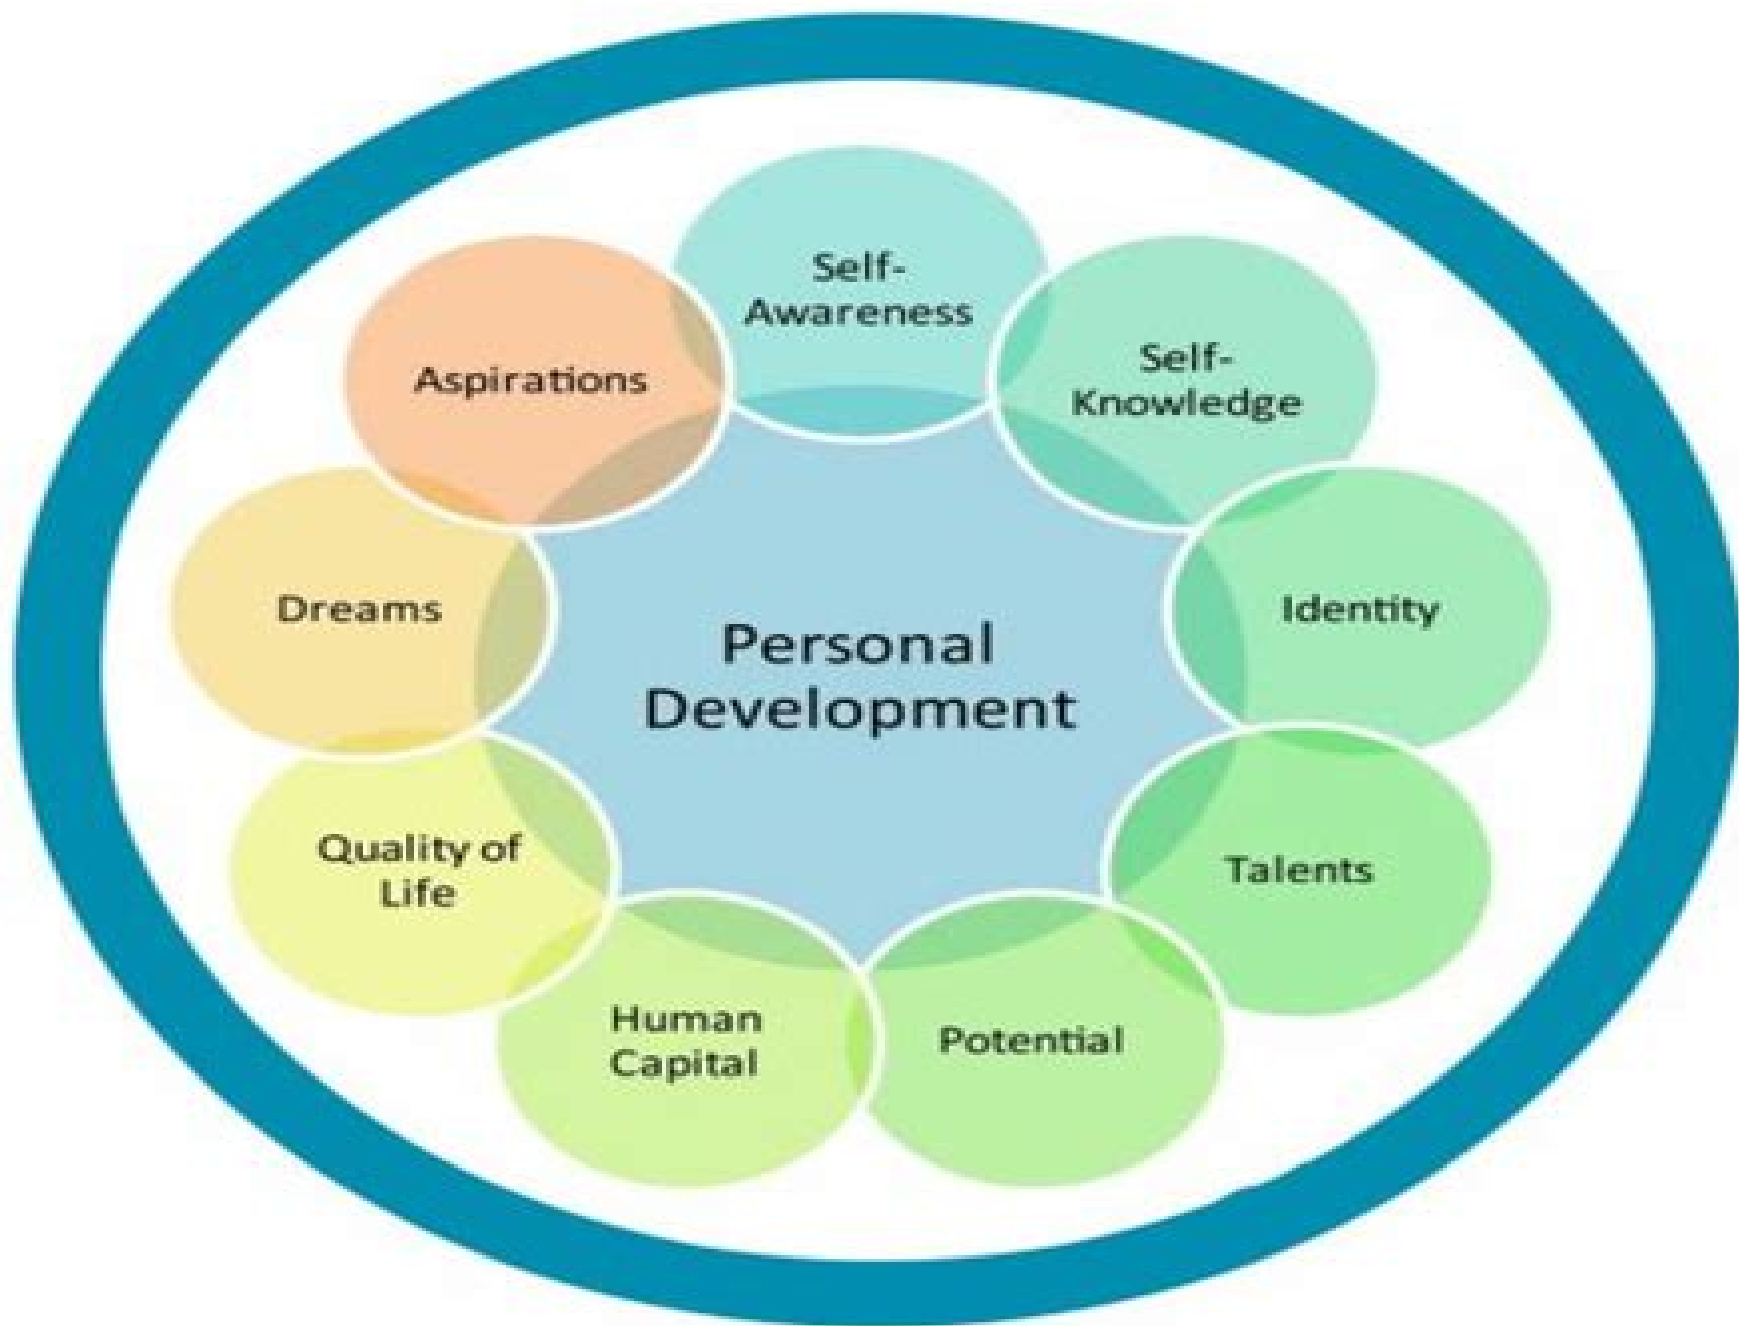 Self-
Awareness
Self-
Knowledge
Identity
Talents
Potential
Human
Capital
Quality of
Life
Dreams
Aspirations
Personal
Development